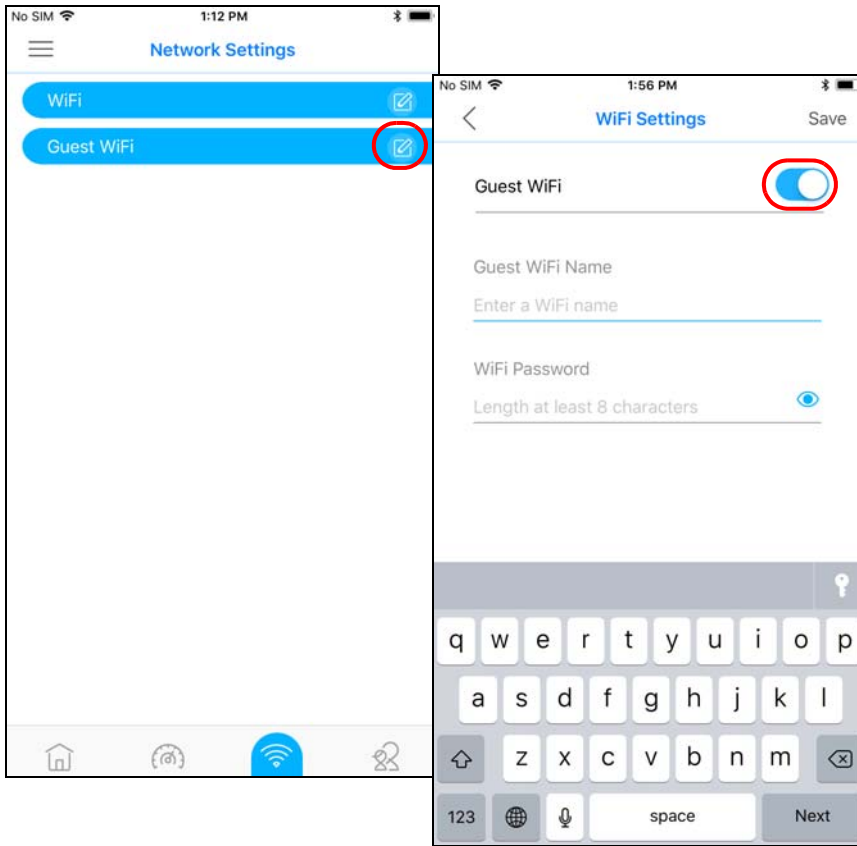 No SIM 1:12 PM
Network Settings
WiFi
Guest WiFi
No SIM 1:56 PM
WiFi Settings Save
Guest WiFi
Guest WiFi Name
Enter a WiFi name
WiFi Password
Length at least 8 characters
q w e r t y u i o p
a s d f g h j k l
z x c v b n m
123 space Next